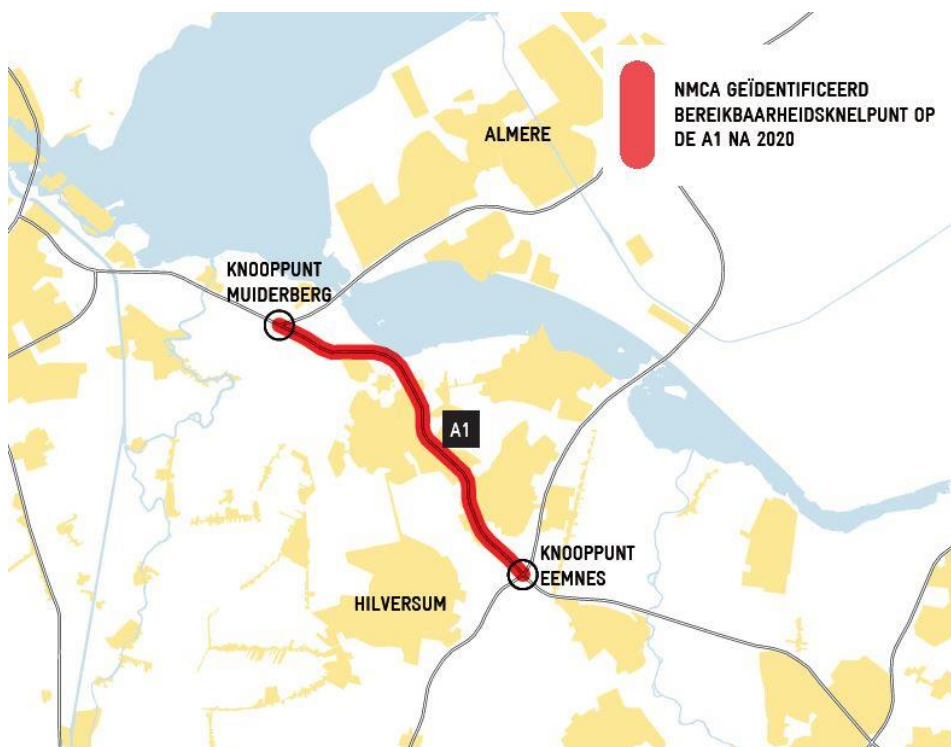 NMCA GEÏDENTIFICEERD
BEREIKBAARHEIDSKNELPUNT OP
DE A1 NA 2020
ALMERE
KNOOPPUNT
MUIDERBERG
A1
KNOOPPUNT
EEMNES
HILVERSUM